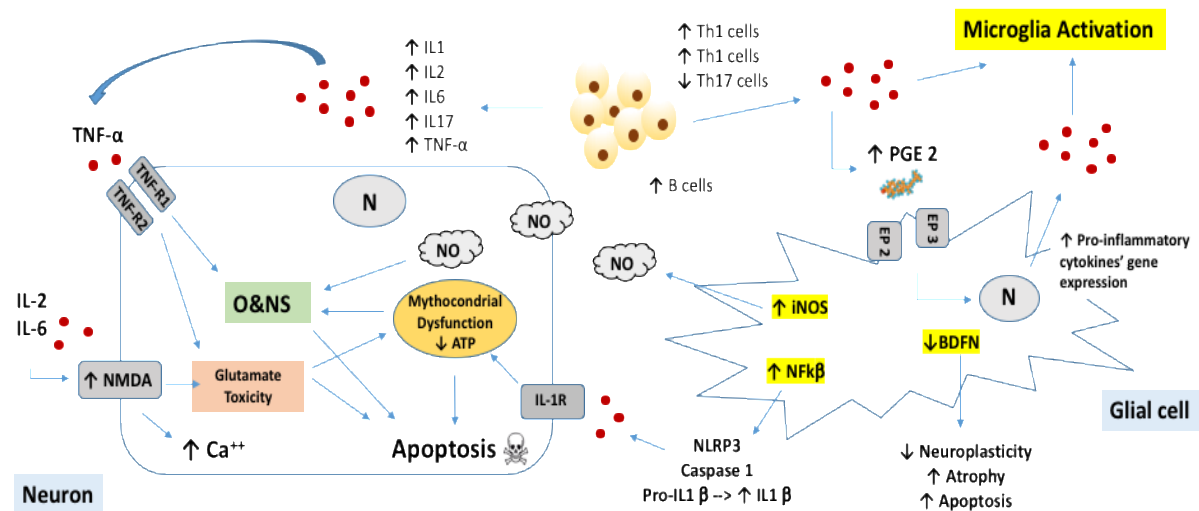 Microglia Activation
↑ Th1 cells
↑ Th1 cells
↓ Th17 cells
↑ IL1
↑ IL2
↑ IL6
↑ IL17
↑ TNF-α
TNF-α
TNF-R1
TNF-R2
N
↑ B cells
↑ PGE 2
EP 2
EP 3
NO
NO
NO
↑ Pro-inflammatory
cytokines' gene
expression
N
O&NS
Mythocondrial
Dysfunction
↓ ATP
↑ iNOS
↓BDFN
↑ NFkβ
IL-2
IL-6
↑ NMDA
Glutamate
Toxicity
IL-1R
Glial cell
↑ Ca⁺⁺
Apoptosis
NLRP3
Caspase 1
Pro-IL1 β --> ↑ IL1 β
↓ Neuroplasticity
↑ Atrophy
↑ Apoptosis
Neuron